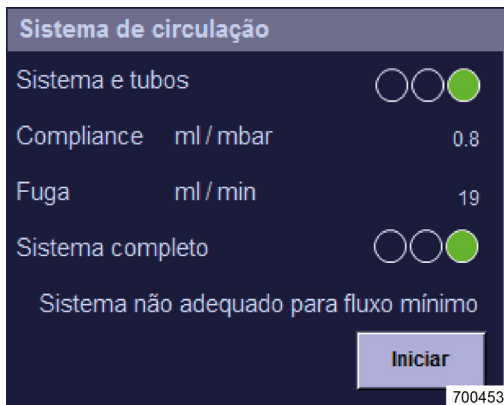 Sistema de circulação
Sistema e tubos
Compliance ml / mbar 0.8
Fuga ml / min 19
Sistema completo
Sistema não adequado para fluxo mínimo
Iniciar
700453